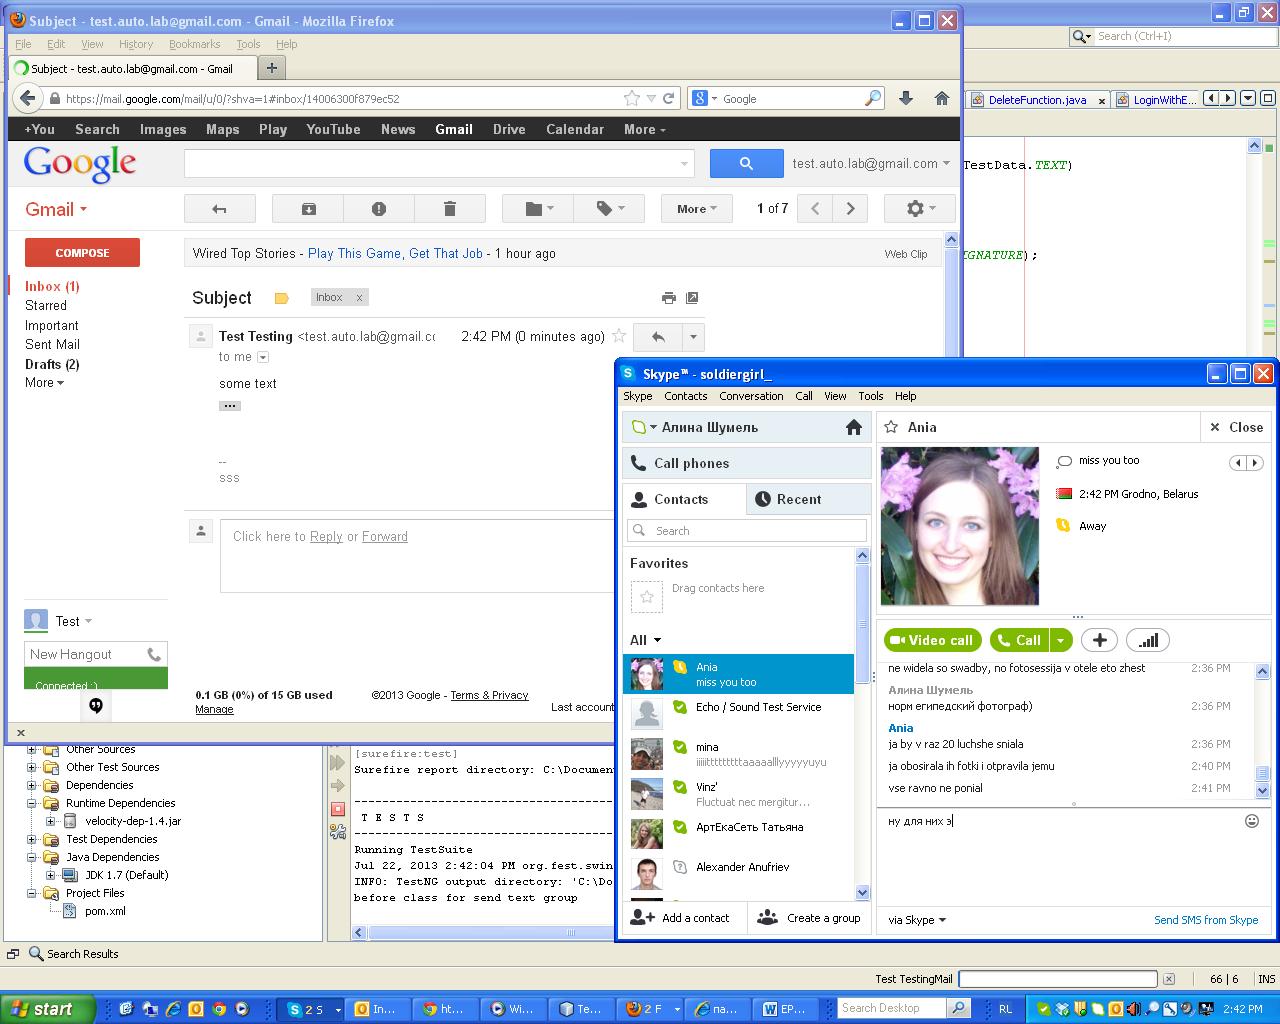 Subject - test.auto.lab@gmail.com - Gmail - Mozilla Firefox
File Edit View History Bookmarks Tools Help
Search (Ctrl+I)
Subject - test.auto.lab@gmail.com - Gmail
https://mail.google.com/mail/u/0/?shva=1#inbox/14006300f879ec52
Google
DeleteFunction.java x
LoginWithE...
+You Search Images Maps Play YouTube News Gmail Drive Calendar More
Google
test.auto.lab@gmail.com
TestData.TEXT)
Gmail
More
1 of 7
COMPOSE
Wired Top Stories - Play This Game, Get That Job - 1 hour ago
Web Clip
IGNATURE);
Inbox (1)
Starred
Important
Sent Mail
Drafts (2)
More
Subject
Inbox x
Test Testing <test.auto.lab@gmail.cc
2:42 PM (0 minutes ago)
to me
some text
...
--
sss
Click here to Reply or Forward
Test
New Hangout
Connected :).
0.1 GB (0%) of 15 GB used
Manage
©2013 Google - Terms & Privacy
Last account
x
Skype™ - soldiergirl_
Skype Contacts Conversation Call View Tools Help
Алина Шумель
Call phones
Contacts
Recent
Search
Favorites
Drag contacts here
All
Ania
miss you too
Echo / Sound Test Service
mina
iiiiittttttttttaaaaalllyyyyyuyu
Vinz'
Fluctuat nec mergitur...
АртЕкаСеть Татьяна
Alexander Anufriev
Add a contact
Create a group
Ania
Close
miss you too
2:42 PM Grodno, Belarus
Away
Video call
Call
ne widela so swadby, no fotosessija v otele eto zhest 2:36 PM
Алина Шумель
норм египедский фотограф) 2:36 PM
Ania
ja by v raz 20 luchshe sniala 2:36 PM
ja obosirala ih fotki i otpravila jemu 2:40 PM
vse ravno ne ponial 2:41 PM
ну для них э
via Skype
Send SMS from Skype
Other Sources
Other Test Sources
Dependencies
Runtime Dependencies
velocity-dep-1.4.jar
Test Dependencies
Java Dependencies
JDK 1.7 (Default)
Project Files
pom.xml
[surefire:test]
Surefire report directory: C:\Document
-------------------------------------
T E S T S
-------------------------------------
Running TestSuite
Jul 22, 2013 2:42:04 PM org.fest.swin
INFO: TestNG output directory: 'C:\Do
before class for send text group
Search Results
Test TestingMail
66 | 6
INS
start
2 S
In...
ht...
Wi...
Te...
2 F
na...
EP...
Search Desktop
RL
2:42 PM